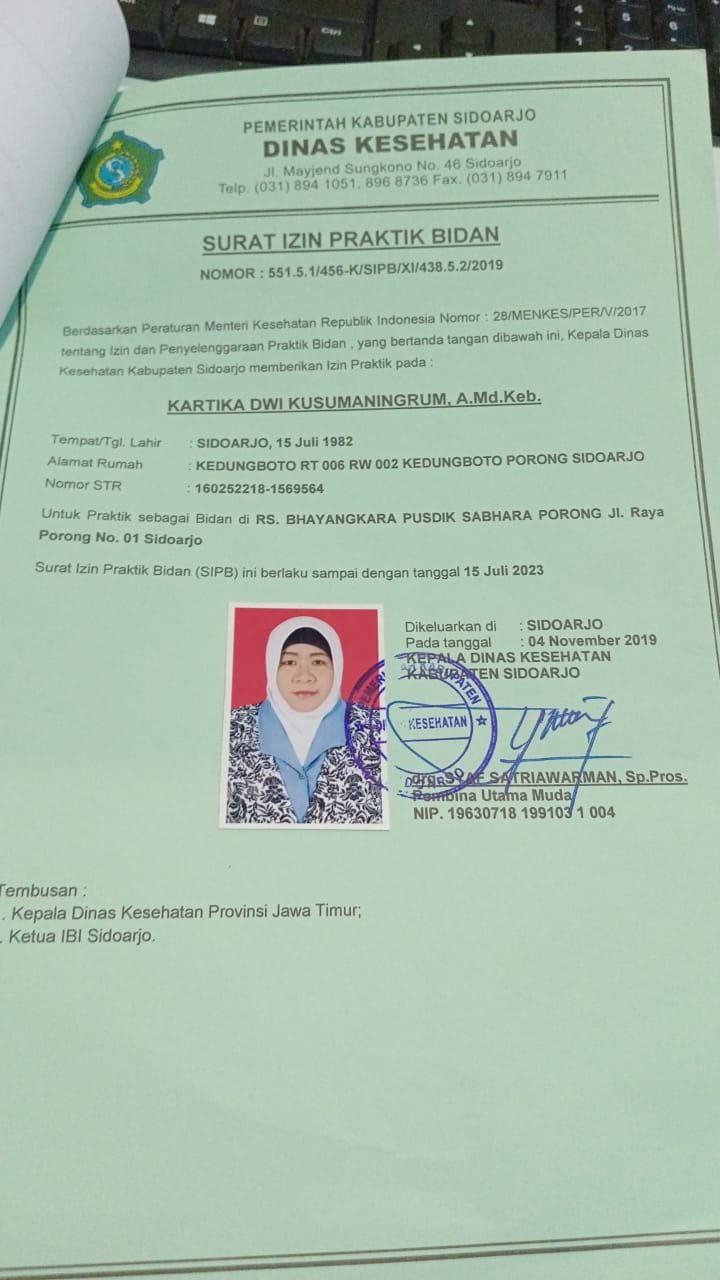 PEMERINTAH KABUPATEN SIDOARJO
DINAS KESEHATAN
Jl. Mayjend Sungkono No. 46 Sidoarjo
Telp. (031) 894 1051, 896 8736 Fax. (031) 894 7911
SURAT IZIN PRAKTIK BIDAN
NOMOR : 551.5.1/456-K/SIPB/XI/438.5.2/2019
Berdasarkan Peraturan Menteri Kesehatan Republik Indonesia Nomor : 28/MENKES/PER/V/2017
tentang Izin dan Penyelenggaraan Praktik Bidan , yang bertanda tangan dibawah ini, Kepala Dinas
Kesehatan Kabupaten Sidoarjo memberikan Izin Praktik pada :
KARTIKA DWI KUSUMANINGRUM, A.Md.Keb.
Tempat/Tgl. Lahir : SIDOARJO, 15 Juli 1982
Alamat Rumah : KEDUNGBOTO RT 006 RW 002 KEDUNGBOTO PORONG SIDOARJO
Nomor STR : 160252218-1569564
Untuk Praktik sebagai Bidan di RS. BHAYANGKARA PUSDIK SABHARA PORONG Jl. Raya
Porong No. 01 Sidoarjo
Surat Izin Praktik Bidan (SIPB) ini berlaku sampai dengan tanggal 15 Juli 2023
Dikeluarkan di : SIDOARJO
Pada tanggal : 04 November 2019
KEPALA DINAS KESEHATAN
KABUPATEN SIDOARJO
KESEHATAN
SATRIAWARMAN, Sp.Pros.
Pembina Utama Muda
NIP. 19630718 199103 1 004
Tembusan :
. Kepala Dinas Kesehatan Provinsi Jawa Timur;
. Ketua IBI Sidoarjo.